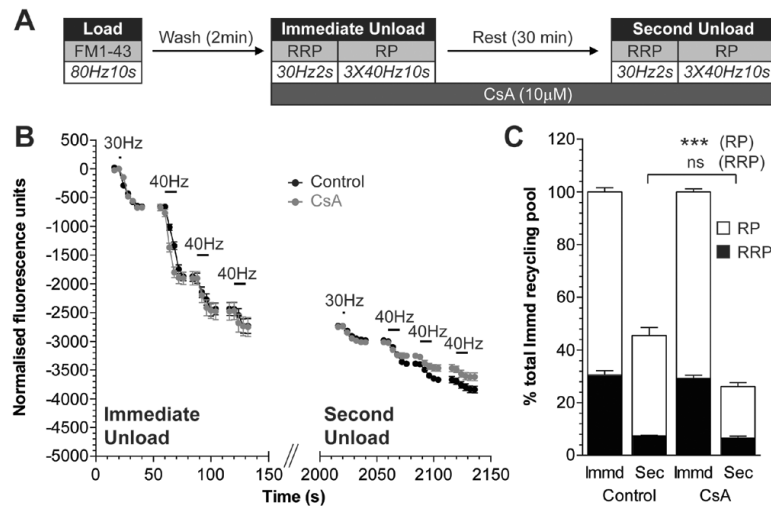 A
Load
FM1-43
80Hz10s
Wash (2min)
Immediate Unload
RRP RP
30Hz2s 3X40Hz10s
Rest (30 min)
Second Unload
RRP RP
30Hz2s 3X40Hz10s
CsA (10μM)
B
Normalised fluorescence units
500
0
-500
-1000
-1500
-2000
-2500
-3000
-3500
-4000
-4500
-5000
30Hz
40Hz
40Hz
40Hz
Control
CsA
30Hz
40Hz
40Hz
40Hz
Immediate
Unload
Second
Unload
0 50 100 150 2000 2050 2100 2150
Time (s)
C
% total Immd recycling pool
120
100
80
60
40
20
0
*** (RP)
ns (RRP)
RP
RRP
Immd Sec Immd Sec
Control CsA